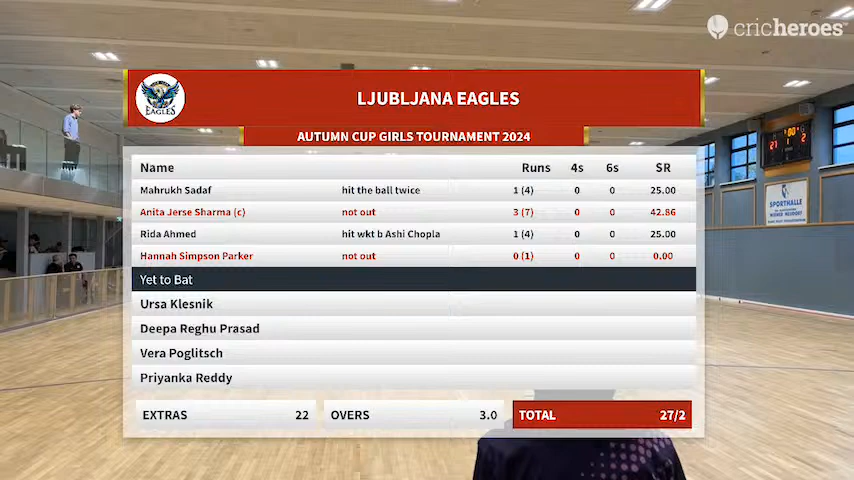 cricheroes
EAGLES
LJUBLJANA EAGLES
AUTUMN CUP GIRLS TOURNAMENT 2024
Name Runs 4s 6s SR
Mahrukh Sadaf hit the ball twice 1 (4) 0 0 25.00
Anita Jerse Sharma (c) not out 3 (7) 0 0 42.86
Rida Ahmed hit wkt b Ashi Chopla 1 (4) 0 0 25.00
Hannah Simpson Parker not out 0 (1) 0 0 0.00
Yet to Bat
Ursa Klesnik
Deepa Reghu Prasad
Vera Poglitsch
Priyanka Reddy
EXTRAS 22 OVERS 3.0 TOTAL 27/2
SPORTHALLE
WIENER NEUDORF